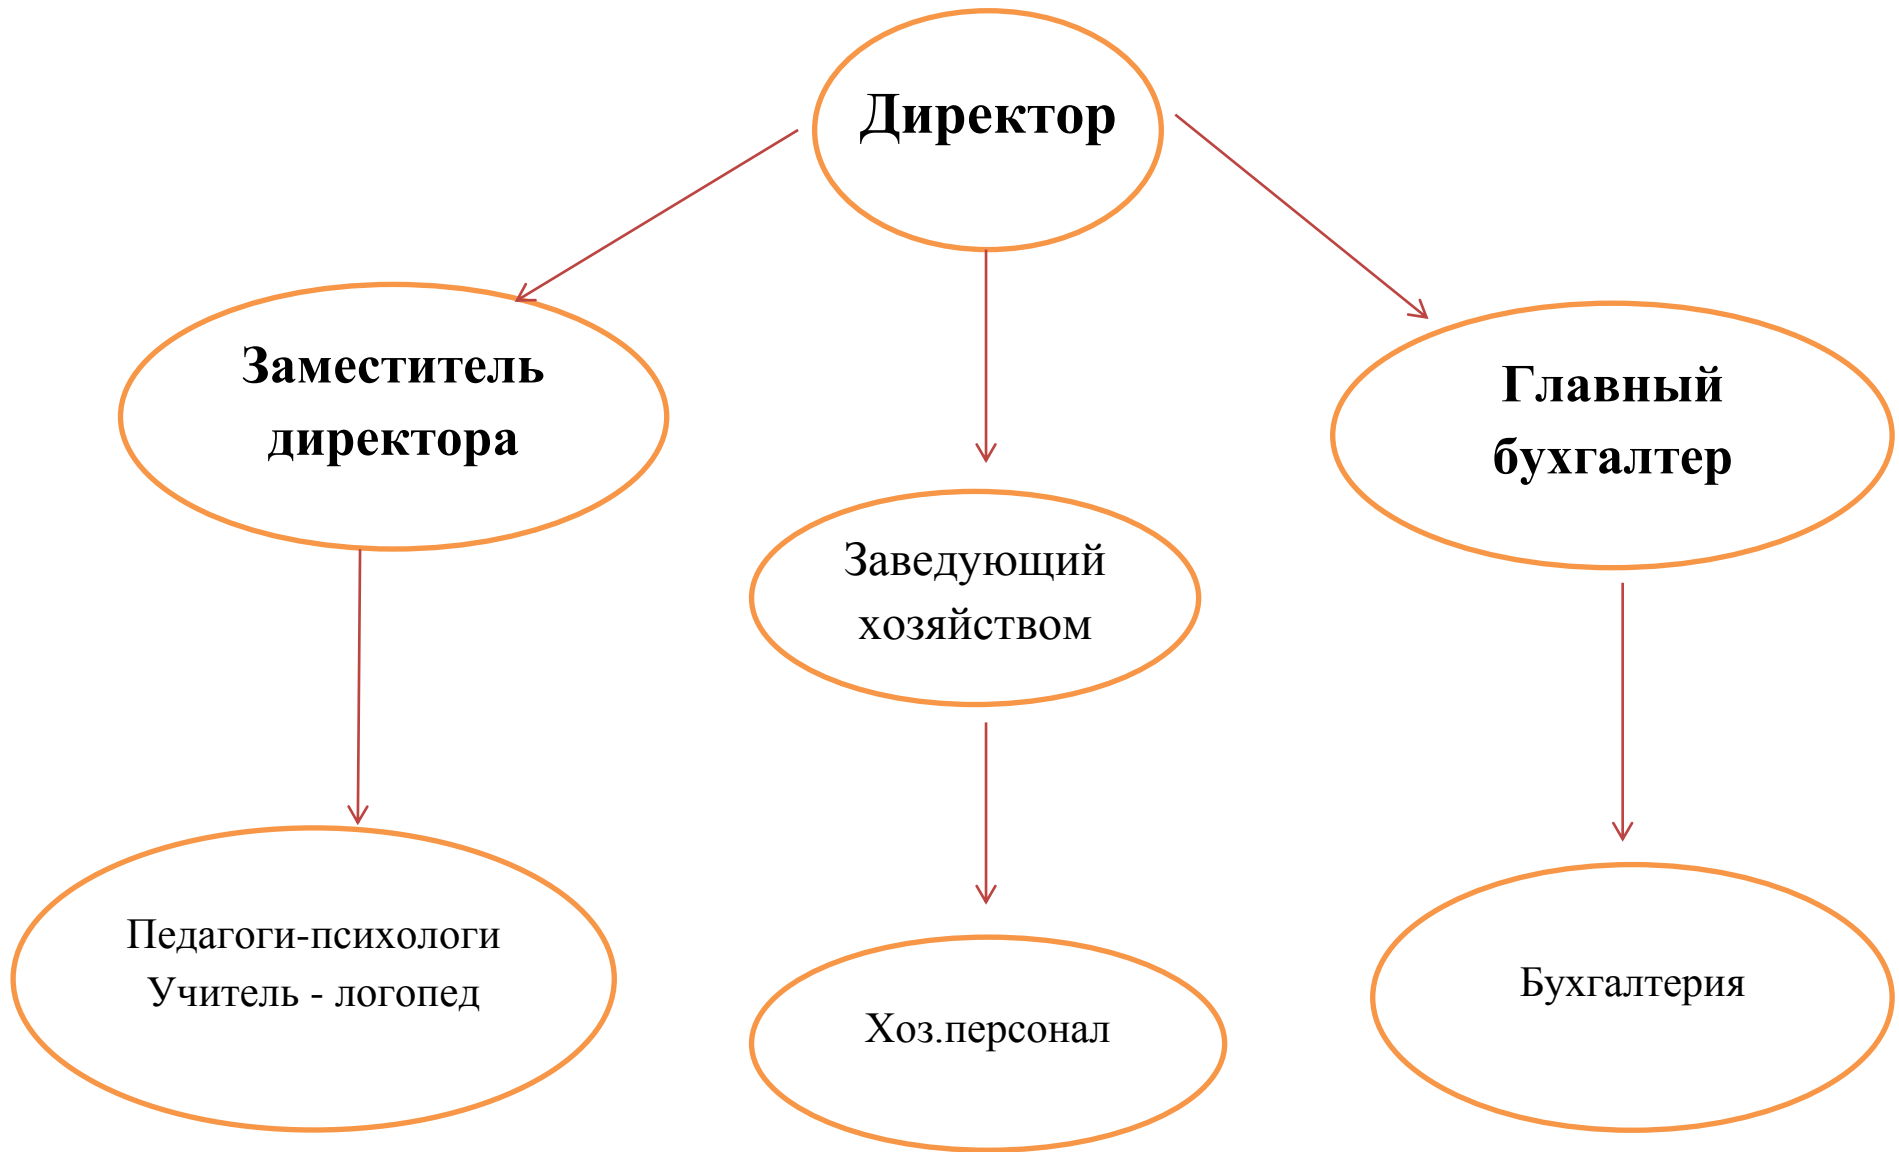 Директор
Заместитель
директора
Главный
бухгалтер
Заведующий
хозяйством
Педагоги-психологи
Учитель - логопед
Хоз.персонал
Бухгалтерия